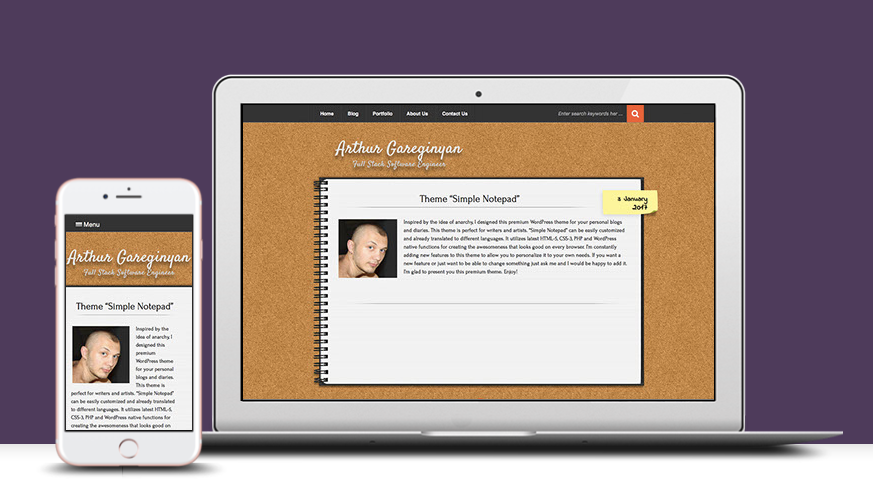 Home Blog Portfolio About Us Contact Us Enter search keywords her ...
Arthur Gareginyan
Full Stack Software Engineer
Theme “Simple Notepad”
3 January
2017
Inspired by the idea of anarchy, I designed this premium WordPress theme for your personal blogs
and diaries. This theme is perfect for writers and artists. “Simple Notepad” can be easily customized
and already translated to different languages. It utilizes latest HTML-5, CSS-3, PHP and WordPress
native functions for creating the awesomeness that looks good on every browser. I'm constantly
adding new features to this theme to allow you to personalize it to your own needs. If you want a
new feature or just want to be able to change something just ask me and I would be happy to add it.
I'm glad to present you this premium theme. Enjoy!
Menu
Arthur Gareginyan
Full Stack Software Engineer
Theme “Simple Notepad”
Inspired by the
idea of anarchy, I
designed this
premium
WordPress theme
for your personal
blogs and diaries.
This theme is
perfect for writers and artists. “Simple Notepad”
can be easily customized and already translated
to different languages. It utilizes latest HTML-5,
CSS-3, PHP and WordPress native functions for
creating the awesomeness that looks good on